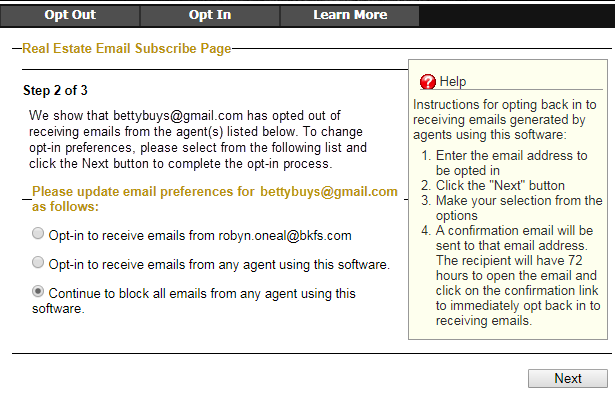 Opt Out Opt In Learn More
Real Estate Email Subscribe Page
Step 2 of 3
We show that bettybuys@gmail.com has opted out of
receiving emails from the agent(s) listed below. To change
opt-in preferences, please select from the following list and
click the Next button to complete the opt-in process.
Please update email preferences for bettybuys@gmail.com
as follows:
Opt-in to receive emails from robyn.oneal@bkfs.com
Opt-in to receive emails from any agent using this software.
Continue to block all emails from any agent using this
software.
Help
Instructions for opting back in to
receiving emails generated by
agents using this software:
1. Enter the email address to
be opted in
2. Click the "Next" button
3. Make your selection from the
options
4. A confirmation email will be
sent to that email address.
The recipient will have 72
hours to open the email and
click on the confirmation link
to immediately opt back in to
receiving emails.
Next